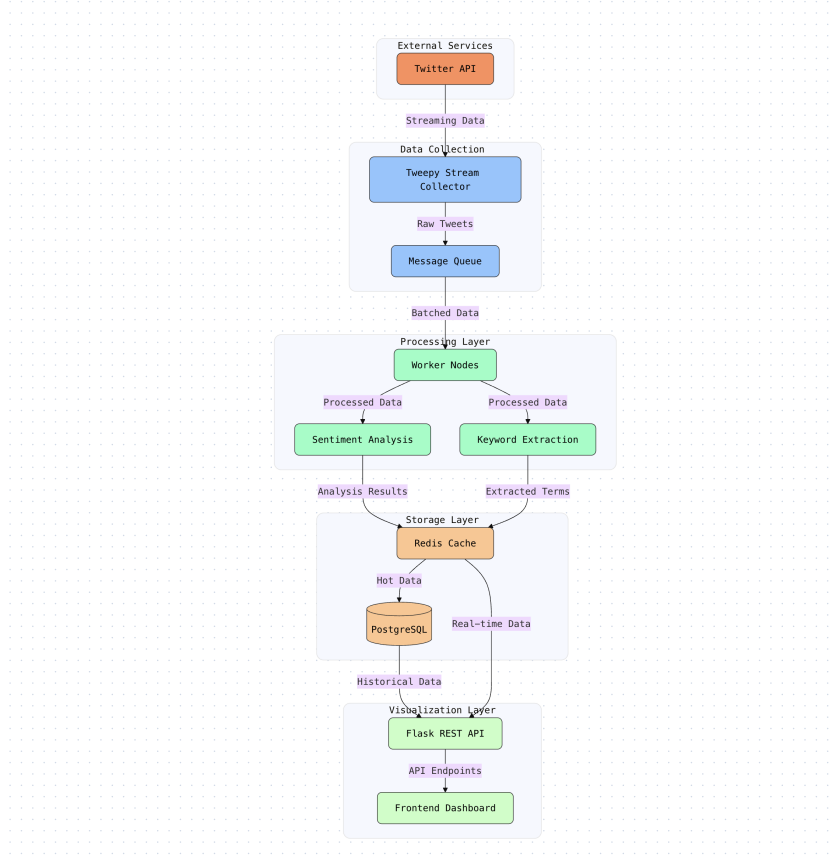 External Services
Twitter API
Streaming Data
Data Collection
Tweepy Stream
Collector
Raw Tweets
Message Queue
Batched Data
Processing Layer
Worker Nodes
Processed Data
Processed Data
Sentiment Analysis
Keyword Extraction
Analysis Results
Extracted Terms
Storage Layer
Redis Cache
Hot Data
Real-time Data
PostgreSQL
Historical Data
Visualization Layer
Flask REST API
API Endpoints
Frontend Dashboard